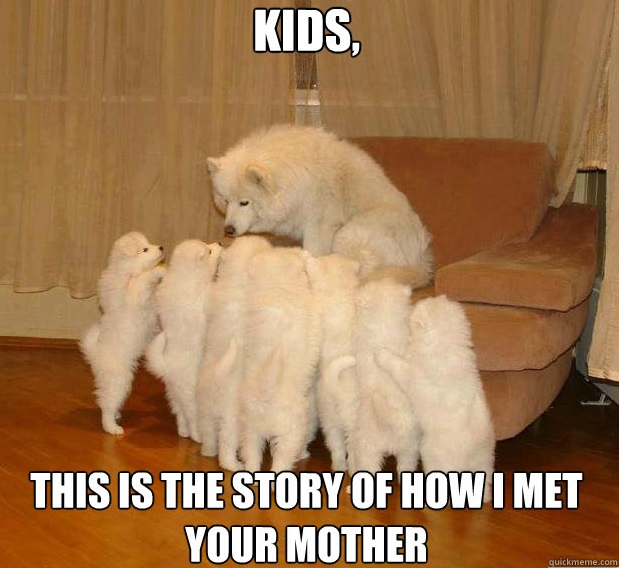 KIDS,
THIS IS THE STORY OF HOW I MET
YOUR MOTHER
quickmeme.com